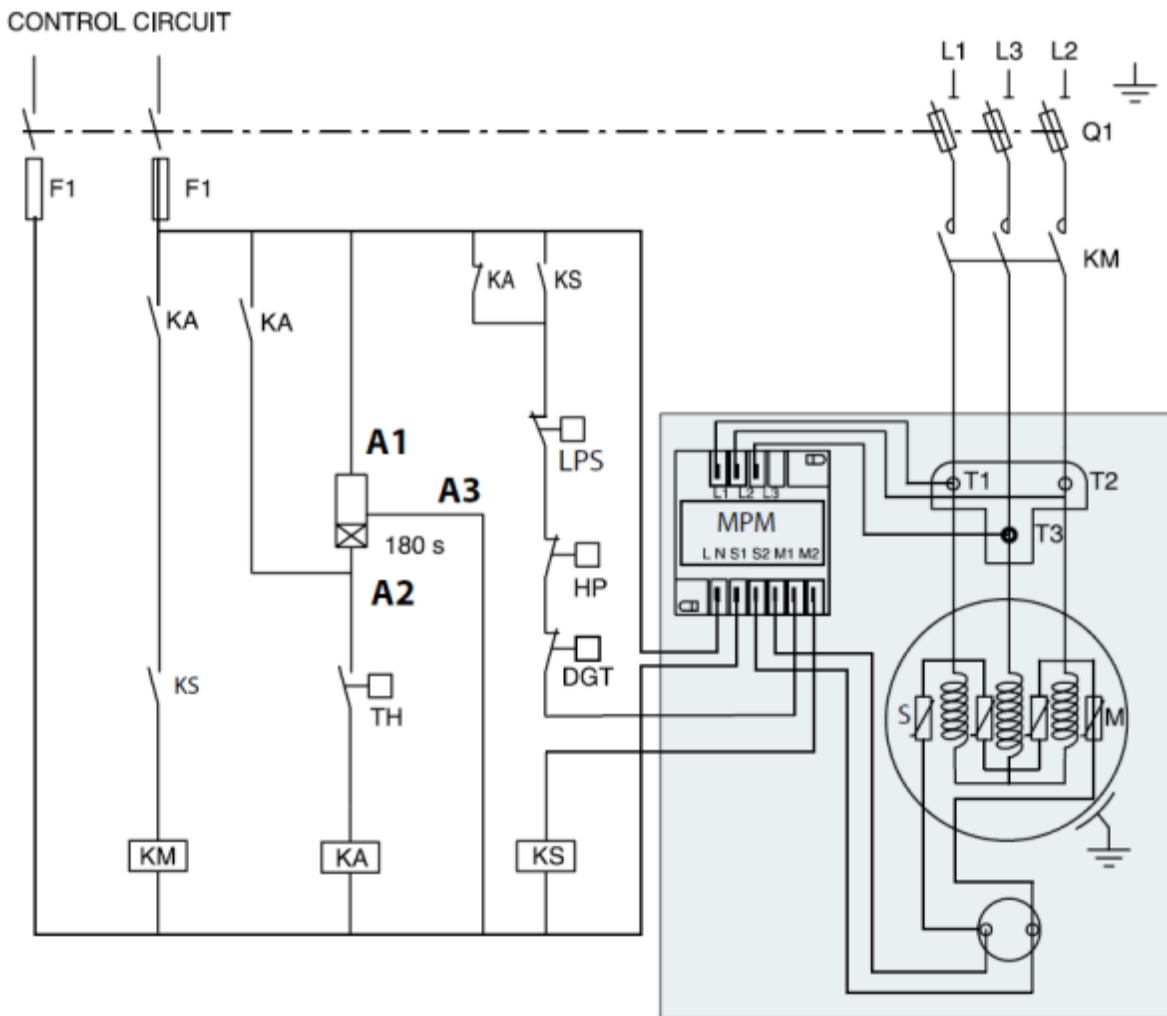 CONTROL CIRCUIT
L1 L3 L2
Q1
F1 F1
KM
KA KS
KA KA
A1
LPS
A3
T1 T2
L1 L2 L3
MPM
T3
180 s
L N S1 S2 M1 M2
HP
A2
DGT
KS
TH
S M
KM KA KS